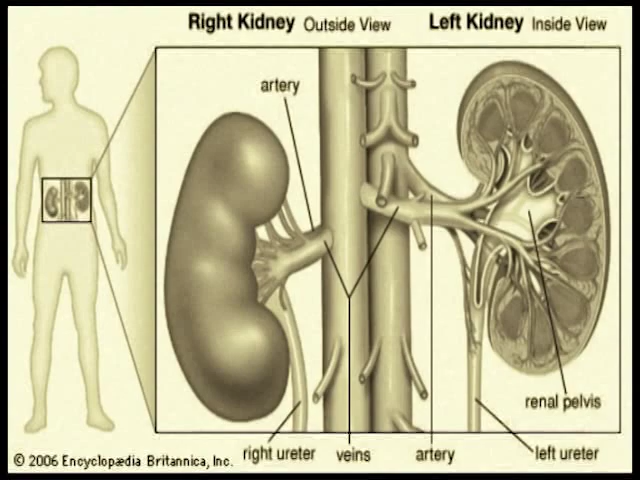 Right Kidney Outside View
Left Kidney Inside View
artery
renal pelvis
right ureter
veins
artery
left ureter
© 2006 Encyclopædia Britannica, Inc.